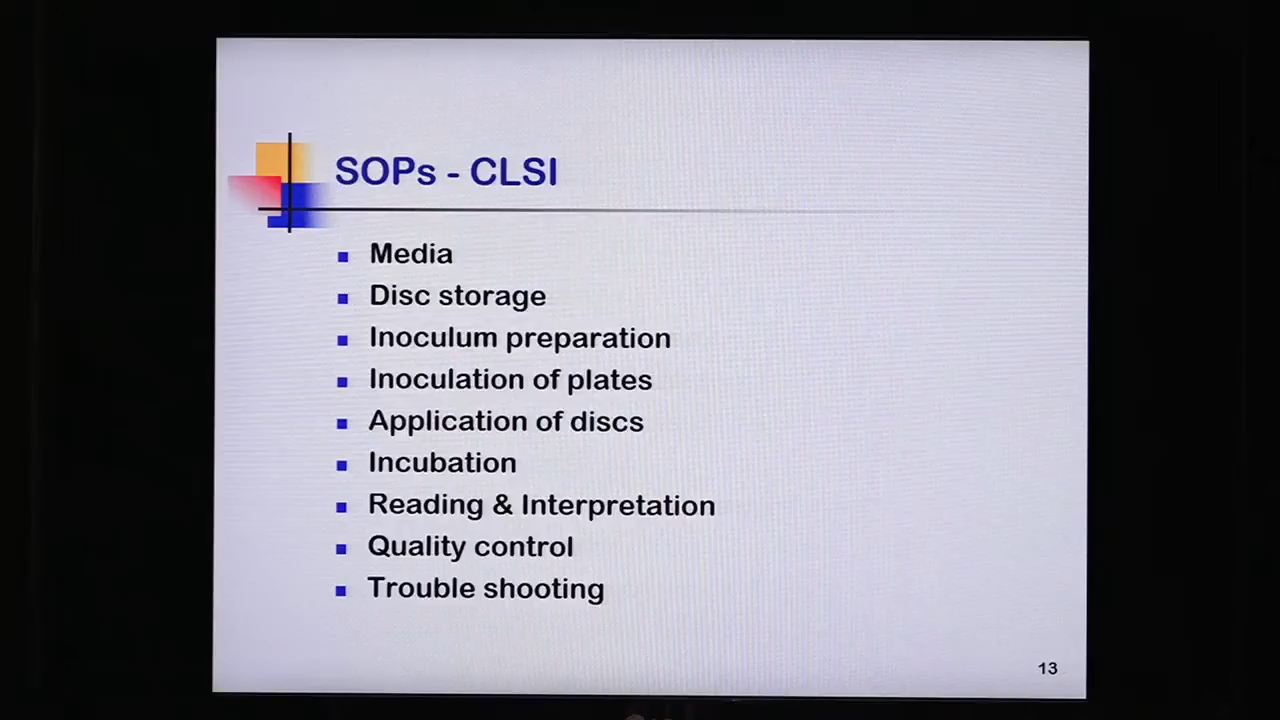 SOPs - CLSI
Media
Disc storage
Inoculum preparation
Inoculation of plates
Application of discs
Incubation
Reading & Interpretation
Quality control
Trouble shooting
13